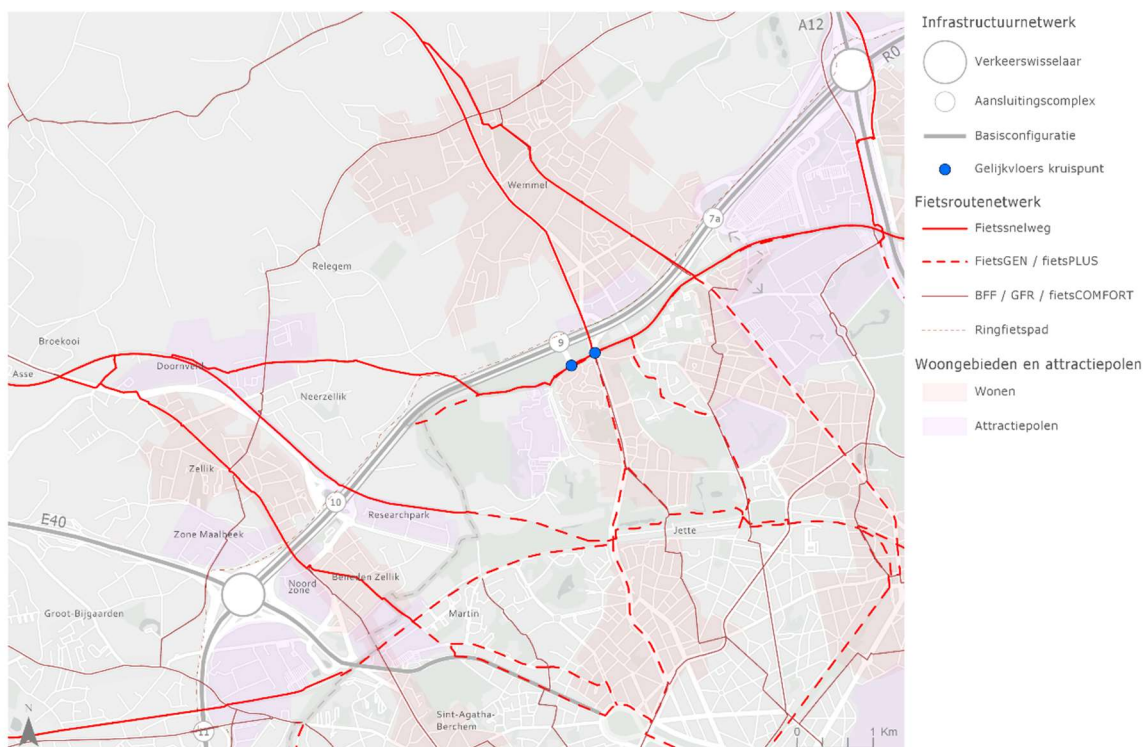 A12
R0
Wemmel
7a
Relegem
9
Broekooi
Asse
Doornveld
Neerzellik
Zellik
10
E40
Researchpark
Zone Maalbeek
Jette
Noord
zone
Beneden Zellik
Groot-Bijgaarden
Martin
N
Sint-Agatha-
Berchem
11
0
1 Km
Infrastructuurnetwerk
Verkeerswisselaar
Aansluitingscomplex
Basisconfiguratie
Gelijkvloers kruispunt
Fietsroutenetwerk
Fietssnelweg
FietsGEN / fietsPLUS
BFF / GFR / fietsCOMFORT
Ringfietspad
Woongebieden en attractiepolen
Wonen
Attractiepolen